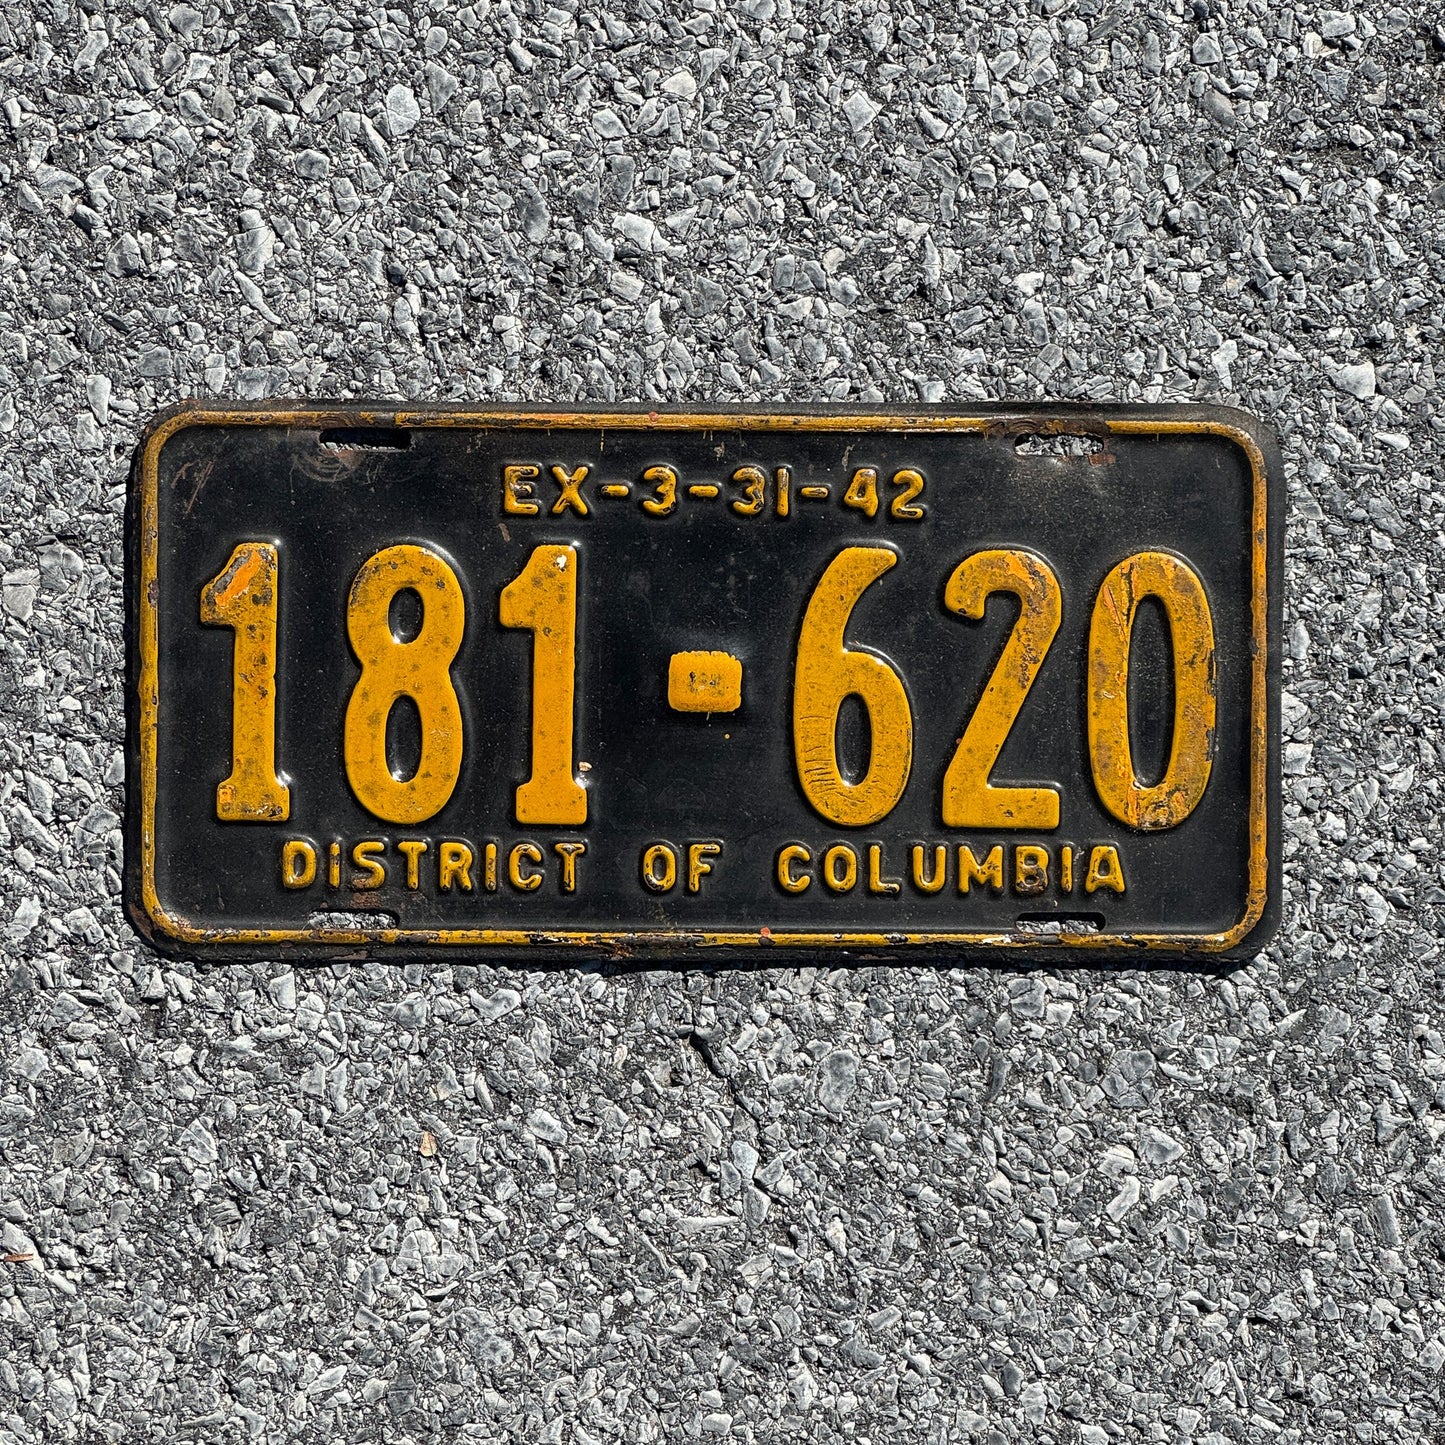 EX-3-31-42
181-620
DISTRICT OF COLUMBIA